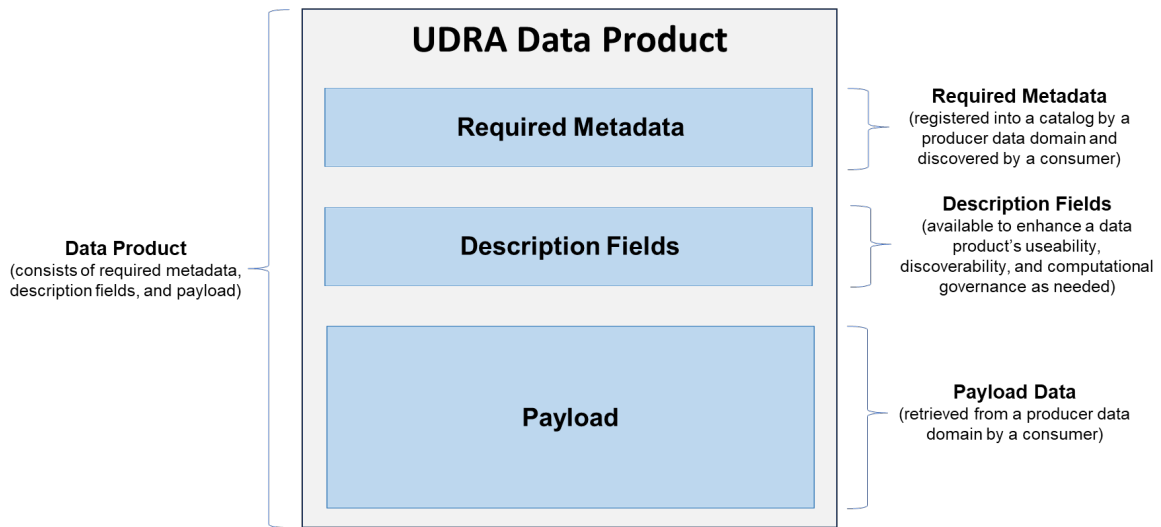 UDRA Data Product
Required Metadata
Description Fields
Payload
Data Product
(consists of required metadata,
description fields, and payload)
Required Metadata
(registered into a catalog by a
producer data domain and
discovered by a consumer)
Description Fields
(available to enhance a data
product’s useability,
discoverability, and computational
governance as needed)
Payload Data
(retrieved from a producer data
domain by a consumer)